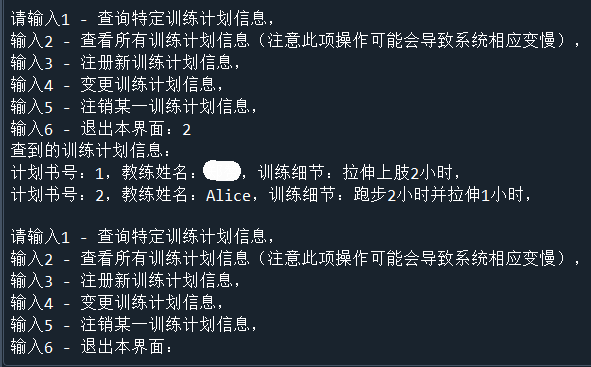 请输入1 - 查询特定训练计划信息,
输入2 - 查看所有训练计划信息（注意此项操作可能会导致系统相应变慢）,
输入3 - 注册新训练计划信息,
输入4 - 变更训练计划信息,
输入5 - 注销某一训练计划信息,
输入6 - 退出本界面: 2
查到的训练计划信息:
计划书号: 1, 教练姓名: , 训练细节: 拉伸上肢2小时,
计划书号: 2, 教练姓名: Alice, 训练细节: 跑步2小时并拉伸1小时,
请输入1 - 查询特定训练计划信息,
输入2 - 查看所有训练计划信息（注意此项操作可能会导致系统相应变慢）,
输入3 - 注册新训练计划信息,
输入4 - 变更训练计划信息,
输入5 - 注销某一训练计划信息,
输入6 - 退出本界面: